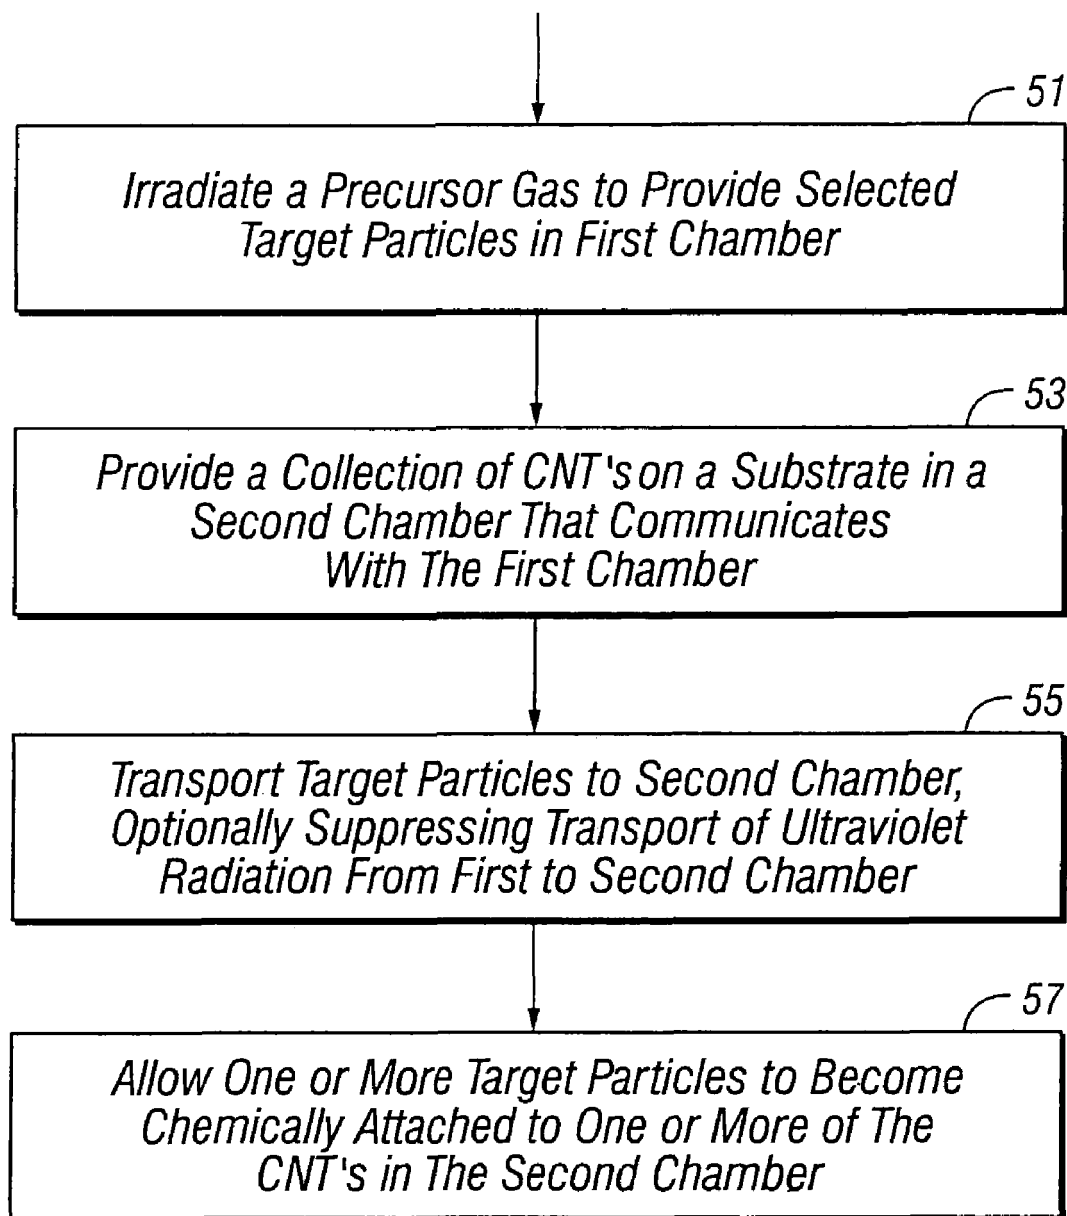 51
Irradiate a Precursor Gas to Provide Selected
Target Particles in First Chamber
53
Provide a Collection of CNT's on a Substrate in a
Second Chamber That Communicates
With The First Chamber
55
Transport Target Particles to Second Chamber,
Optionally Suppressing Transport of Ultraviolet
Radiation From First to Second Chamber
57
Allow One or More Target Particles to Become
Chemically Attached to One or More of The
CNT's in The Second Chamber